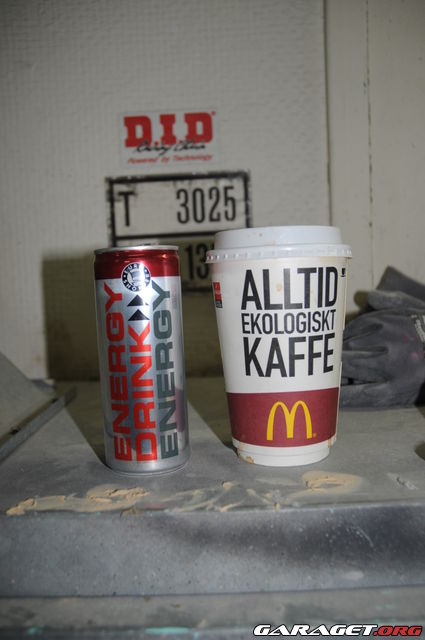 D.I.D
Powered by Technology
T 3025
13
ENERGY
DRINK
ENERGY
ALLTID
EKOLOGISKT
KAFFE
GARAGET.ORG